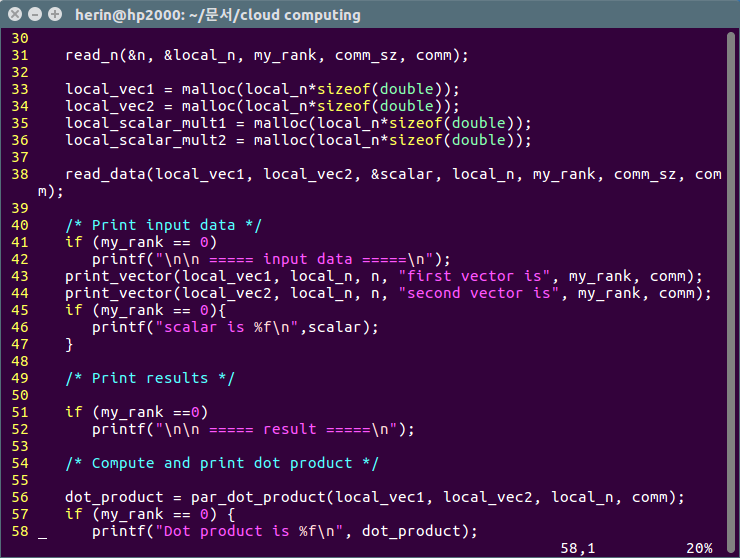 herin@hp2000: ~/문서/cloud computing
30
31    read_n(&n, &local_n, my_rank, comm_sz, comm);
32
33    local_vec1 = malloc(local_n*sizeof(double));
34    local_vec2 = malloc(local_n*sizeof(double));
35    local_scalar_mult1 = malloc(local_n*sizeof(double));
36    local_scalar_mult2 = malloc(local_n*sizeof(double));
37
38    read_data(local_vec1, local_vec2, &scalar, local_n, my_rank, comm_sz, com
m);
39
40    /* Print input data */
41    if (my_rank == 0)
42       printf("\n\n ===== input data =====\n");
43    print_vector(local_vec1, local_n, n, "first vector is", my_rank, comm);
44    print_vector(local_vec2, local_n, n, "second vector is", my_rank, comm);
45    if (my_rank == 0){
46       printf("scalar is %f\n",scalar);
47    }
48
49    /* Print results */
50
51    if (my_rank ==0)
52       printf("\n\n ===== result =====\n");
53
54    /* Compute and print dot product */
55
56    dot_product = par_dot_product(local_vec1, local_vec2, local_n, comm);
57    if (my_rank == 0) {
58       printf("Dot product is %f\n", dot_product);
58,1          20%